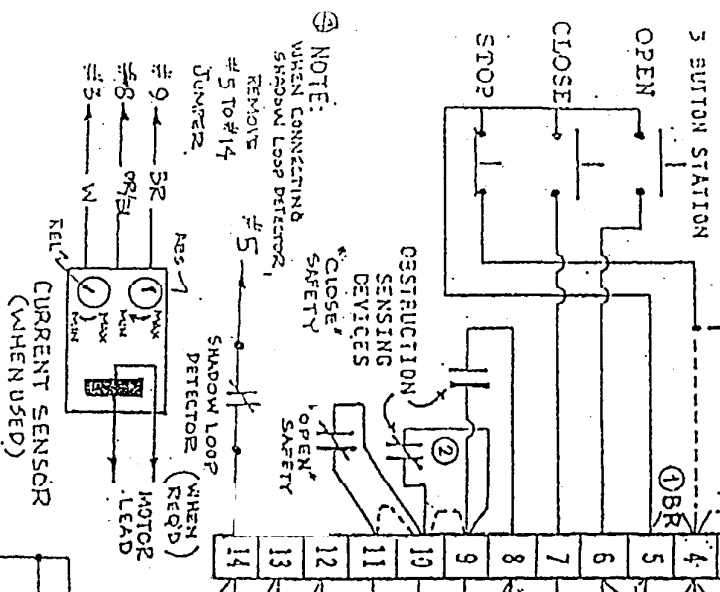 3 BUTTON STATION
OPEN
CLOSE
STOP
NOTE:
WHEN CONNECTING
SHADOW LOOP DETECTOR,
REMOVE
#5 TO #14
JUMPER
#5
OBSTRUCTION
SENSING
DEVICES
"CLOSE"
SAFETY
"OPEN"
SAFETY
SHADOW LOOP
DETECTOR
(WHEN
REQ'D)
#9
#8
#3
BR
OR/BL
W
RES
REL
MAX
MIN
MAX
MIN
CURRENT SENSOR
(WHEN USED)
MOTOR
LEAD
① BR
②
4
5
6
7
8
9
10
11
12
13
14